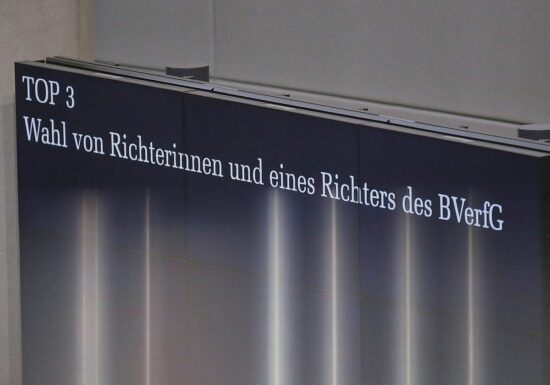 TOP 3
Wahl von Richterinnen und eines Richters des BVerfG